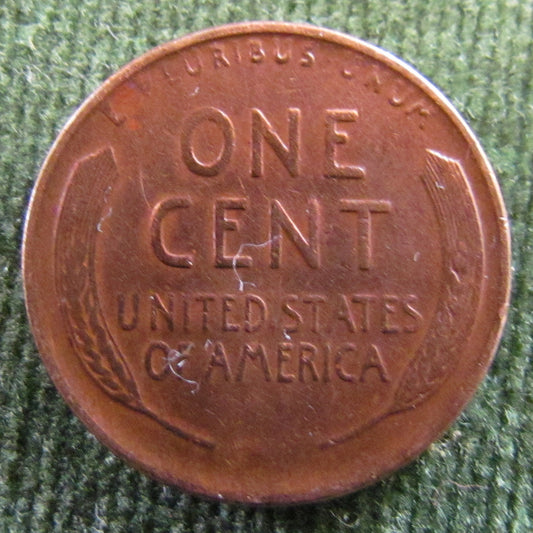 E PLURIBUS · UNUM
ONE
CENT
UNITED·STATES
OF·AMERICA